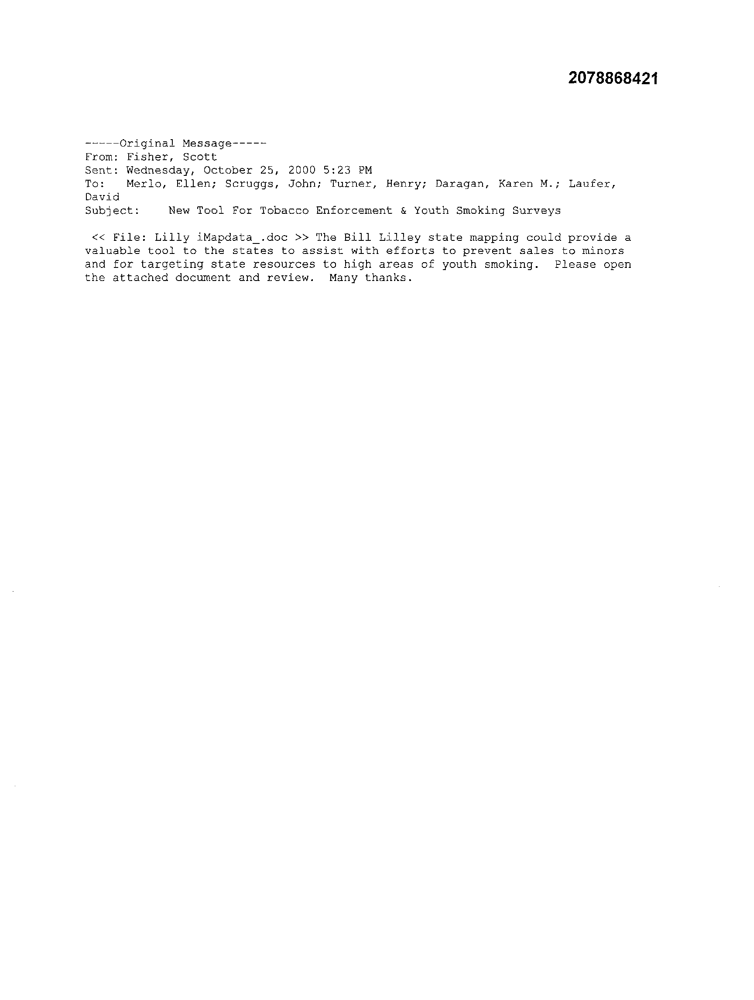 2078868421
-----Original Message-----
From: Fisher, Scott
Sent: Wednesday, October 25, 2000 5:23 PM
To: Merlo, Ellen; Scruggs, John; Turner, Henry; Daragan, Karen M.; Laufer,
David
Subject: New Tool For Tobacco Enforcement & Youth Smoking Surveys
<< File: Lilly iMapdata_.doc >> The Bill Lilley state mapping could provide a
valuable tool to the states to assist with efforts to prevent sales to minors
and for targeting state resources to high areas of youth smoking. Please open
the attached document and review. Many thanks.